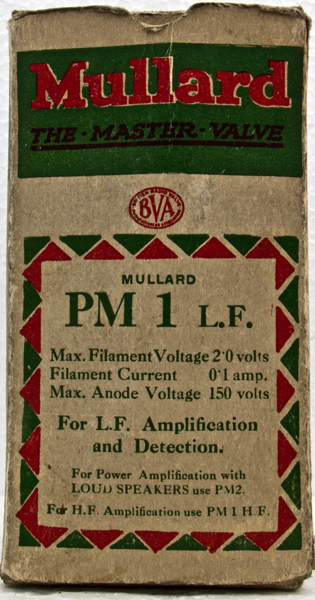 Mullard
THE · MASTER · VALVE
BVA
MULLARD
PM 1 L.F.
Max. Filament Voltage 2·0 volts
Filament Current 0·1 amp.
Max. Anode Voltage 150 volts
For L.F. Amplification
and Detection.
For Power Amplification with
LOUD SPEAKERS use PM2.
For H.F. Amplification use PM 1 H F.